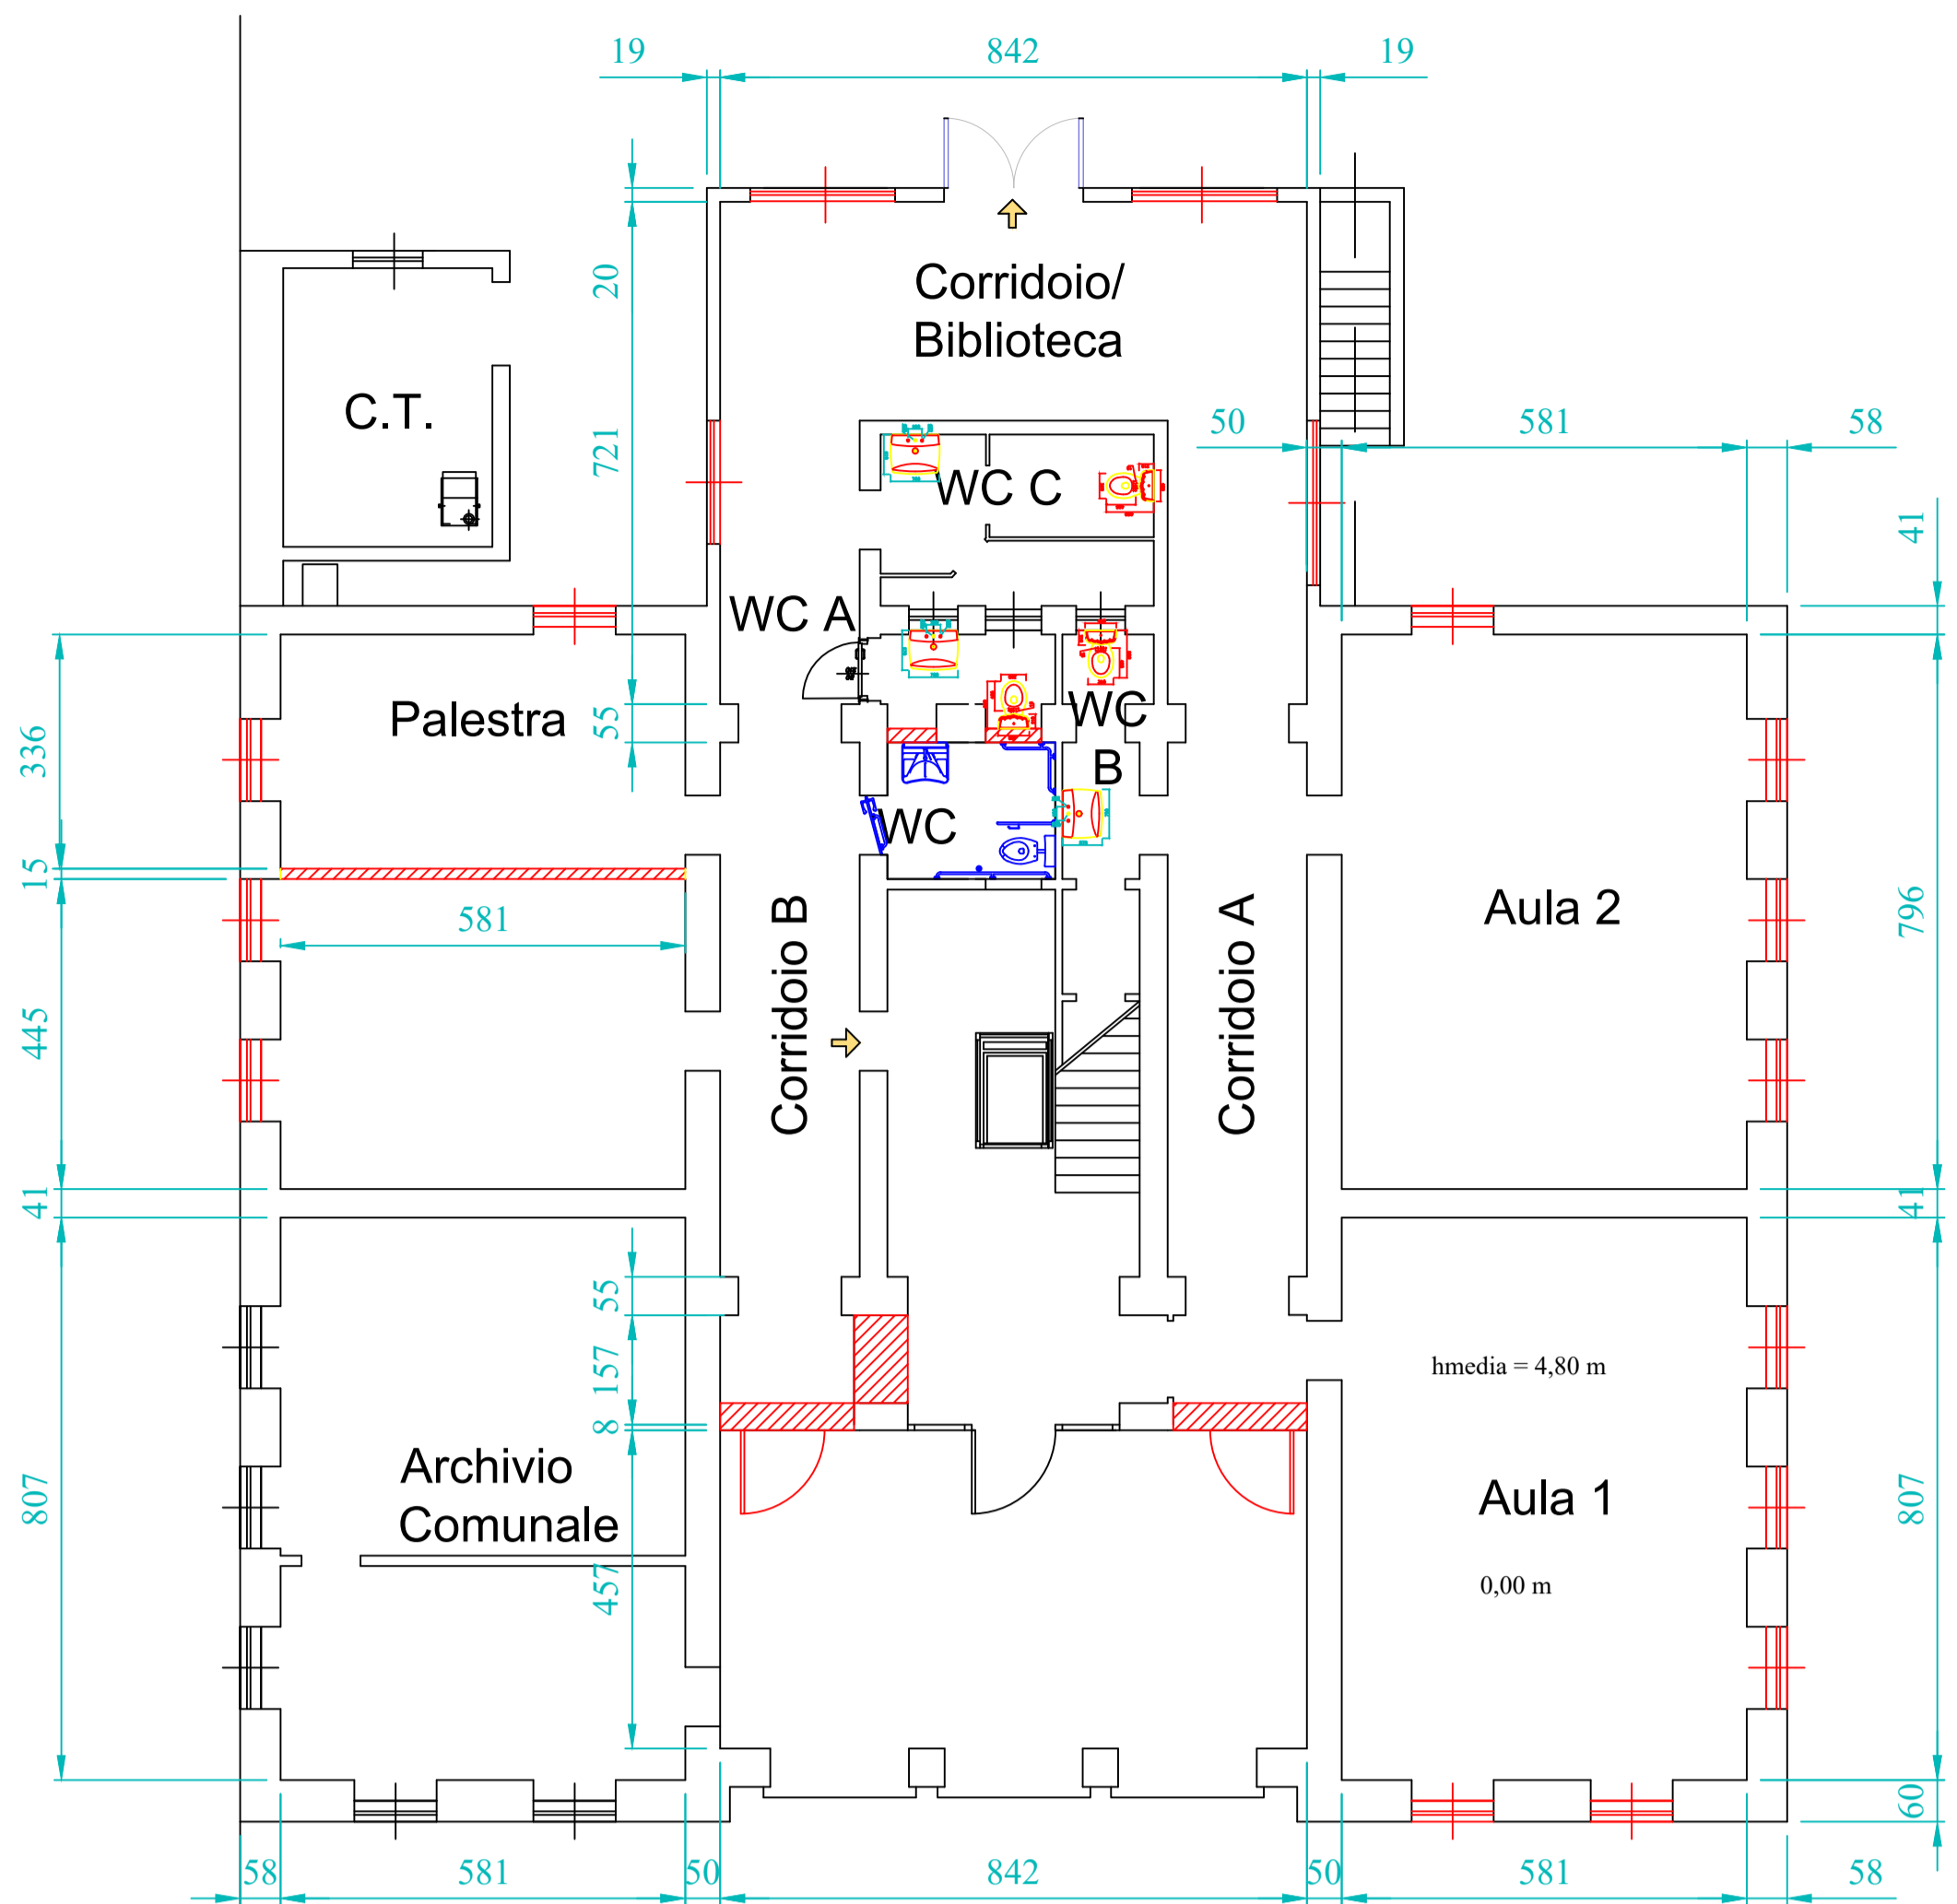 19
842
19
20
Corridoio/
Biblioteca
C.T.
721
50
581
58
41
WC C
WC A
Palestra
336
55
WC
B
WC
15
581
Corridoio B
Corridoio A
Aula 2
796
445
41
41
55
157
8
hmedia = 4,80 m
Archivio
Comunale
807
457
Aula 1
807
0,00 m
60
58
581
50
842
50
581
58